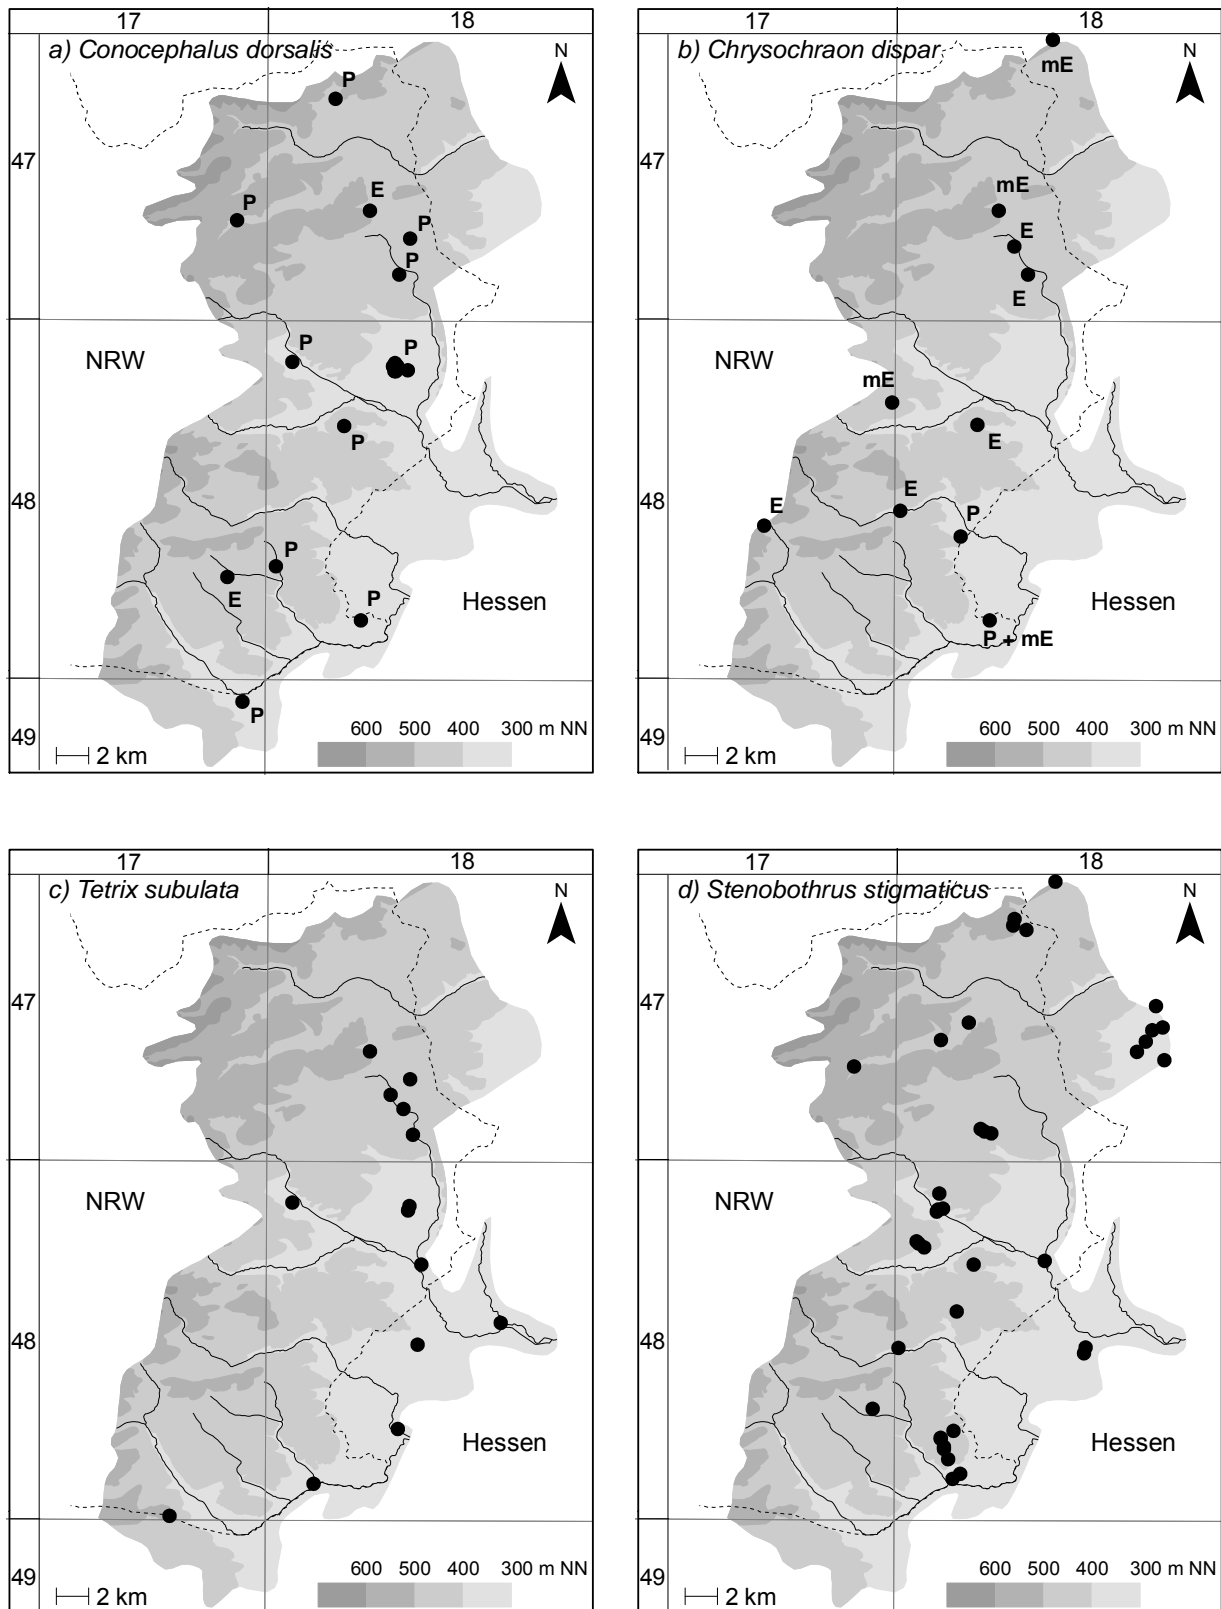 17 18
a) Conocephalus dorsalis
N
P
47
P
E
P
P
NRW
P
P
P
48
P
E
P
Hessen
P
600 500 400 300 m NN
49
2 km
17 18
b) Chrysochraon dispar
mE
N
47
mE
E
E
NRW
mE
E
48
E
E
P
Hessen
P + mE
600 500 400 300 m NN
49
2 km
17 18
c) Tetrix subulata
N
47
NRW
48
Hessen
600 500 400 300 m NN
49
2 km
17 18
d) Stenobothrus stigmaticus
N
47
NRW
48
Hessen
600 500 400 300 m NN
49
2 km